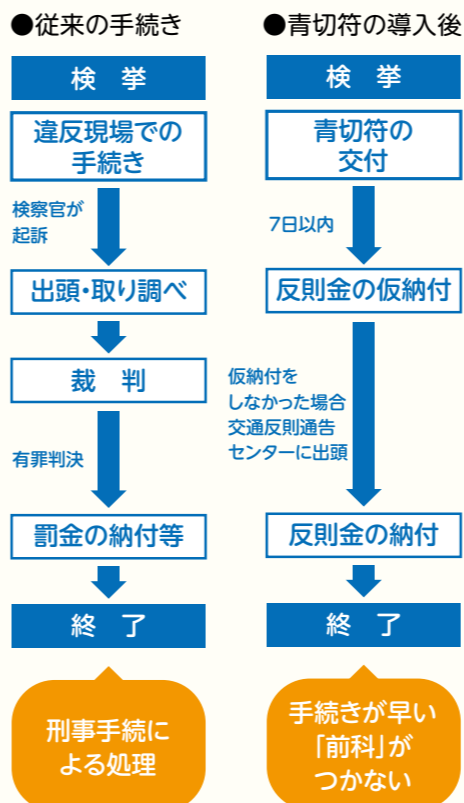 ●従来の手続き
検 挙
違反現場での
手続き
検察官が
起訴
出頭・取り調べ
裁 判
有罪判決
罰金の納付等
終 了
刑事手続に
よる処理
●青切符の導入後
検 挙
青切符の
交付
7日以内
反則金の仮納付
仮納付を
しなかった場合
交通反則通告
センターに出頭
反則金の納付
終 了
手続きが早い
「前科」が
つかない